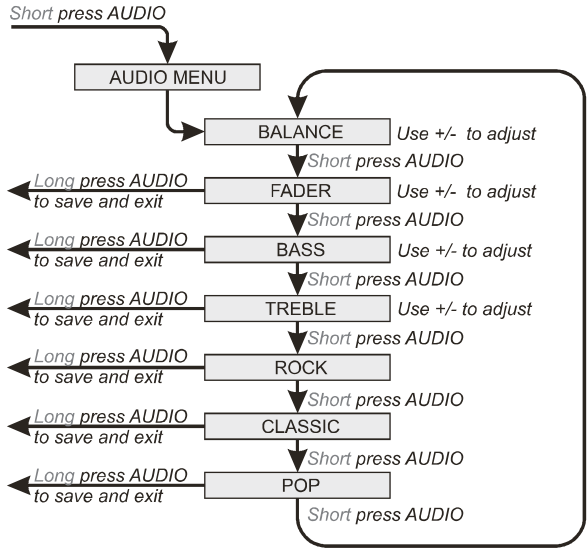 Short press AUDIO
AUDIO MENU
BALANCE
Use +/- to adjust
Short press AUDIO
Long press AUDIO
to save and exit
FADER
Use +/- to adjust
Short press AUDIO
Long press AUDIO
to save and exit
BASS
Use +/- to adjust
Short press AUDIO
Long press AUDIO
to save and exit
TREBLE
Use +/- to adjust
Short press AUDIO
Long press AUDIO
to save and exit
ROCK
Short press AUDIO
Long press AUDIO
to save and exit
CLASSIC
Short press AUDIO
Long press AUDIO
to save and exit
POP
Short press AUDIO